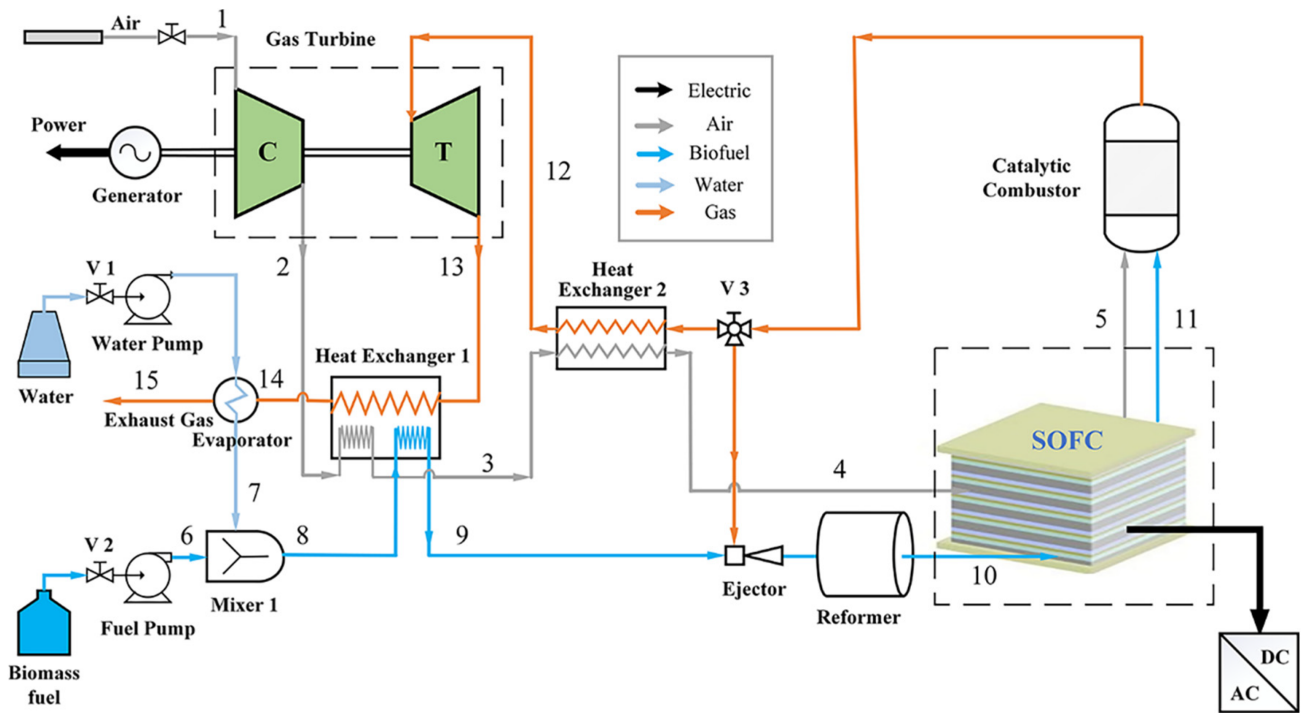 Air
1
Gas Turbine
Power
C
T
Generator
12
Electric
Air
Biofuel
Water
Gas
Catalytic
Combustor
2
13
V 1
Water Pump
Water
Heat
Exchanger 2
V 3
5
11
Heat Exchanger 1
15
14
Exhaust Gas
Evaporator
SOFC
3
4
7
V 2
6
8
9
10
Mixer 1
Fuel Pump
Biomass
fuel
Ejector
Reformer
DC
AC